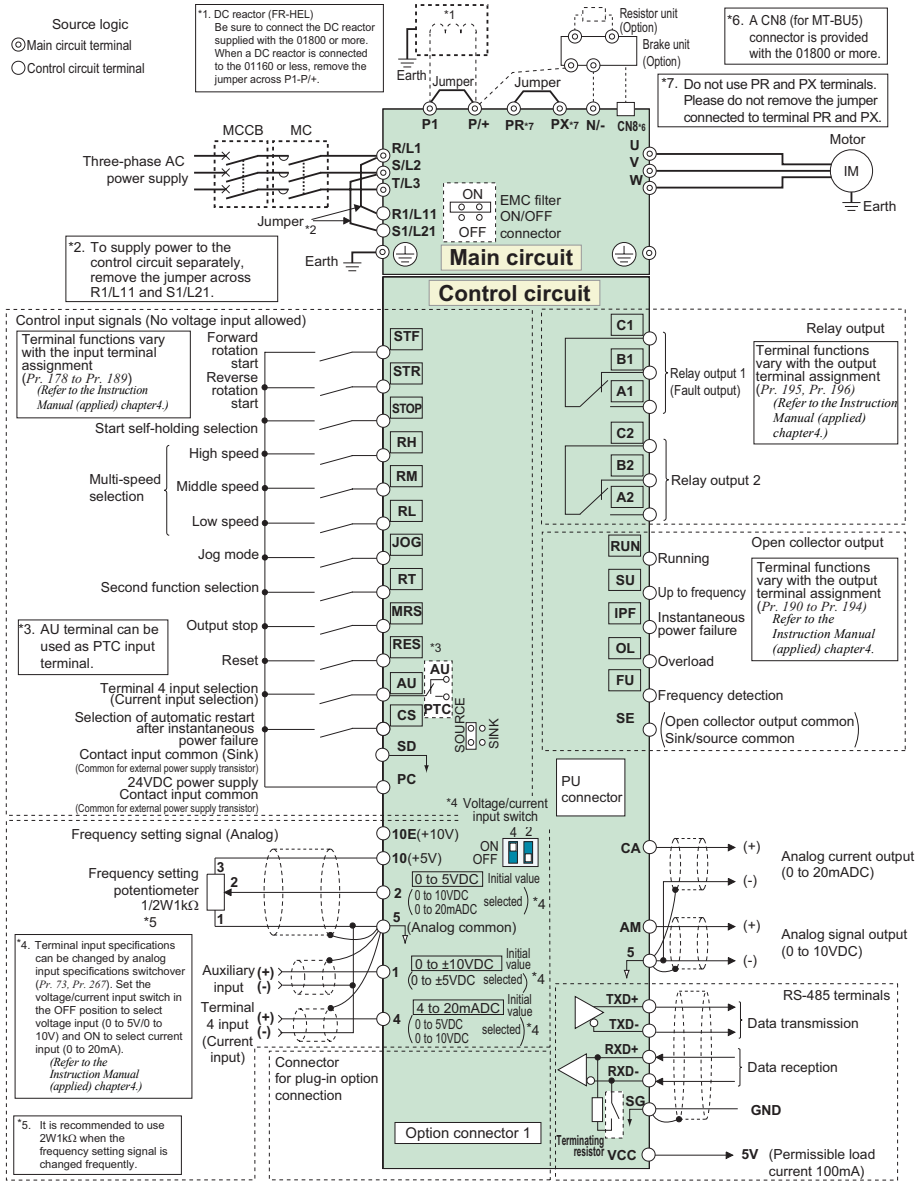 Source logic
Main circuit terminal
Control circuit terminal
*1. DC reactor (FR-HEL)
Be sure to connect the DC reactor
supplied with the 01800 or more.
When a DC reactor is connected
to the 01160 or less, remove the
jumper across P1-P/+.
*1
Earth
Resistor unit
(Option)
Brake unit
(Option)
*6. A CN8 (for MT-BU5)
connector is provided
with the 01800 or more.
*7. Do not use PR and PX terminals.
Please do not remove the jumper
connected to terminal PR and PX.
Jumper
Jumper
P1
P/+
PR*7
PX*7
N/-
CN8*6
MCCB
MC
Three-phase AC
power supply
R/L1
S/L2
T/L3
R1/L11
S1/L21
Jumper
*2
Earth
ON
OFF
EMC filter
ON/OFF
connector
U
V
W
Motor
IM
Earth
*2. To supply power to the
control circuit separately,
remove the jumper across
R1/L11 and S1/L21.
Main circuit
Control circuit
Control input signals (No voltage input allowed)
Terminal functions vary
with the input terminal
assignment
(Pr. 178 to Pr. 189)
(Refer to the Instruction
Manual (applied) chapter4.)
Forward
rotation
start
STF
Reverse
rotation
start
STR
Start self-holding selection
STOP
Multi-speed
selection
High speed
RH
Middle speed
RM
Low speed
RL
Jog mode
JOG
Second function selection
RT
Output stop
MRS
*3. AU terminal can be
used as PTC input
terminal.
Reset
RES
*3
Terminal 4 input selection
(Current input selection)
AU
AU
PTC
Selection of automatic restart
after instantaneous
power failure
CS
SOURCE
SINK
Contact input common (Sink)
(Common for external power supply transistor)
SD
24VDC power supply
Contact input common
(Common for external power supply transistor)
PC
C1
B1
A1
Relay output 1
(Fault output)
C2
B2
A2
Relay output 2
Relay output
Terminal functions
vary with the output
terminal assignment
(Pr. 195, Pr. 196)
(Refer to the Instruction
Manual (applied)
chapter4.)
Open collector output
RUN
Running
SU
Up to frequency
IPF
Instantaneous
power failure
OL
Overload
FU
Frequency detection
SE
(Open collector output common
Sink/source common)
Terminal functions
vary with the output
terminal assignment
(Pr. 190 to Pr. 194)
Refer to the
Instruction Manual
(applied) chapter4.
PU
connector
*4 Voltage/current
input switch
4 2
ON
OFF
Frequency setting signal (Analog)
10E(+10V)
10(+5V)
Frequency setting
potentiometer
1/2W1kΩ
*5
3
2
1
2
0 to 5VDC Initial value
(0 to 10VDC
0 to 20mADC selected) *4
5
(Analog common)
Auxiliary
input
(+)
(-)
1
0 to ±10VDC Initial
value
(0 to ±5VDC selected) *4
Terminal
4 input
(Current
input)
(+)
(-)
4
4 to 20mADC Initial
value
(0 to 5VDC
0 to 10VDC selected) *4
*4. Terminal input specifications
can be changed by analog
input specifications switchover
(Pr. 73, Pr. 267). Set the
voltage/current input switch in
the OFF position to select
voltage input (0 to 5V/0 to
10V) and ON to select current
input (0 to 20mA).
(Refer to the
Instruction Manual
(applied) chapter4.)
*5. It is recommended to use
2W1kΩ when the
frequency setting signal is
changed frequently.
Connector
for plug-in option
connection
Option connector 1
CA
(+)
(-)
Analog current output
(0 to 20mADC)
AM
5
(+)
(-)
Analog signal output
(0 to 10VDC)
RS-485 terminals
TXD+
TXD-
Data transmission
RXD+
RXD-
Data reception
SG
GND
Terminating
resistor
VCC
5V (Permissible load
current 100mA)